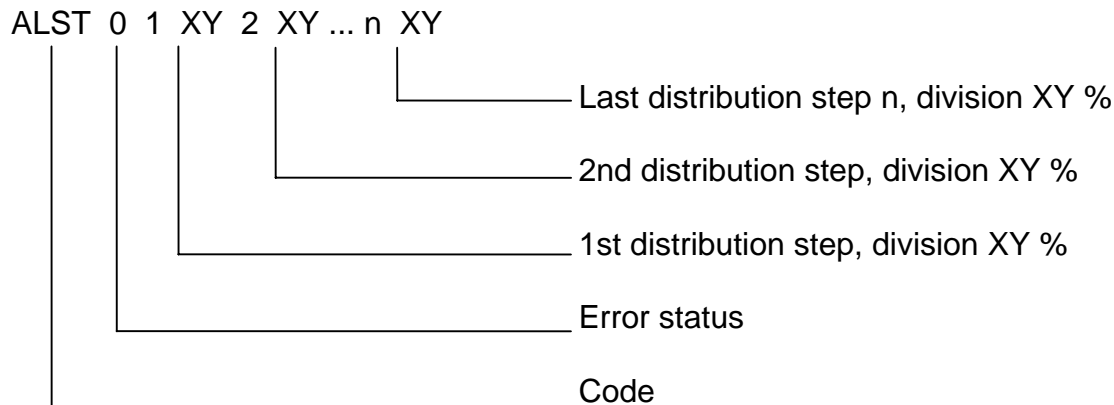 ALST 0 1 XY 2 XY ... n XY
Last distribution step n, division XY %
2nd distribution step, division XY %
1st distribution step, division XY %
Error status
Code